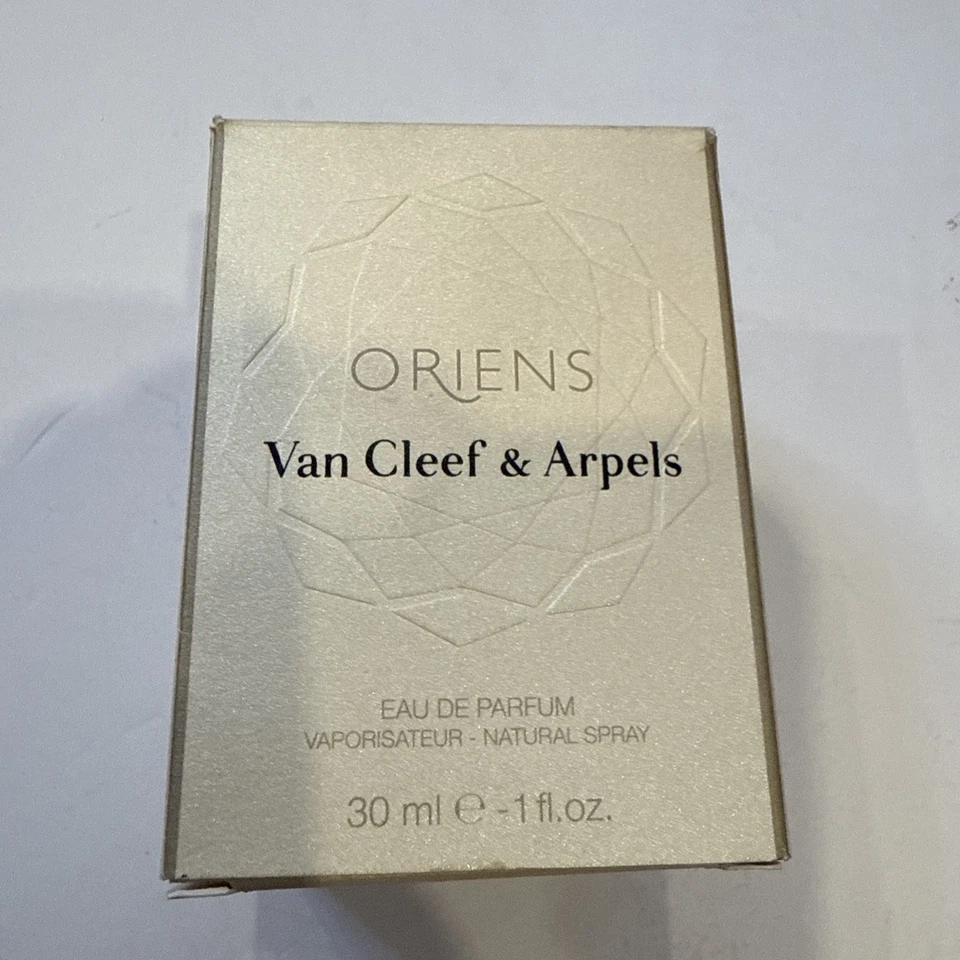 ORIENS
Van Cleef & Arpels
EAU DE PARFUM
VAPORISATEUR - NATURAL SPRAY
30 ml ℮ - 1 fl.oz.